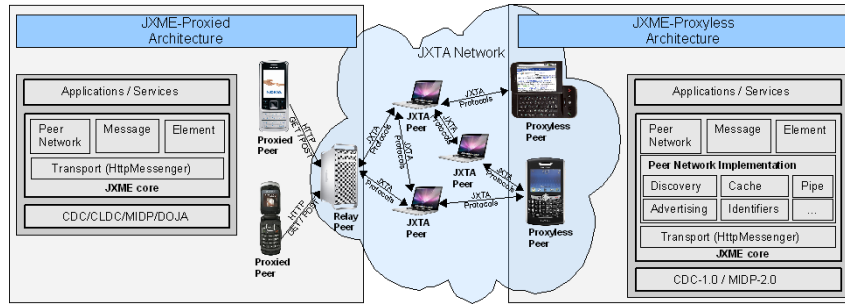 JXME-Proxied
Architecture
Applications / Services
Peer
Network
Message
Element
Transport (HttpMessenger)
JXME core
CDC/CLDC/MIDP/DOJA
Proxied
Peer
HTTP
GET/POST
Proxied
Peer
HTTP
GET/ POST
Relay
Peer
JXTA Network
JXTA
Protocols
JXTA
Protocols
JXTA
Peer
JXTA
Protocols
JXTA
Protocols
JXTA
Peer
JXTA
Peer
JXTA
Protocols
JXTA
Protocols
JXTA
Protocols
Proxyless
Peer
Proxyless
Peer
JXME-Proxyless
Architecture
Applications / Services
Peer
Network
Message
Element
Peer Network Implementation
Discovery
Cache
Pipe
Advertising
Identifiers
...
Transport (HttpMessenger)
JXME core
CDC-1.0 / MIDP-2.0